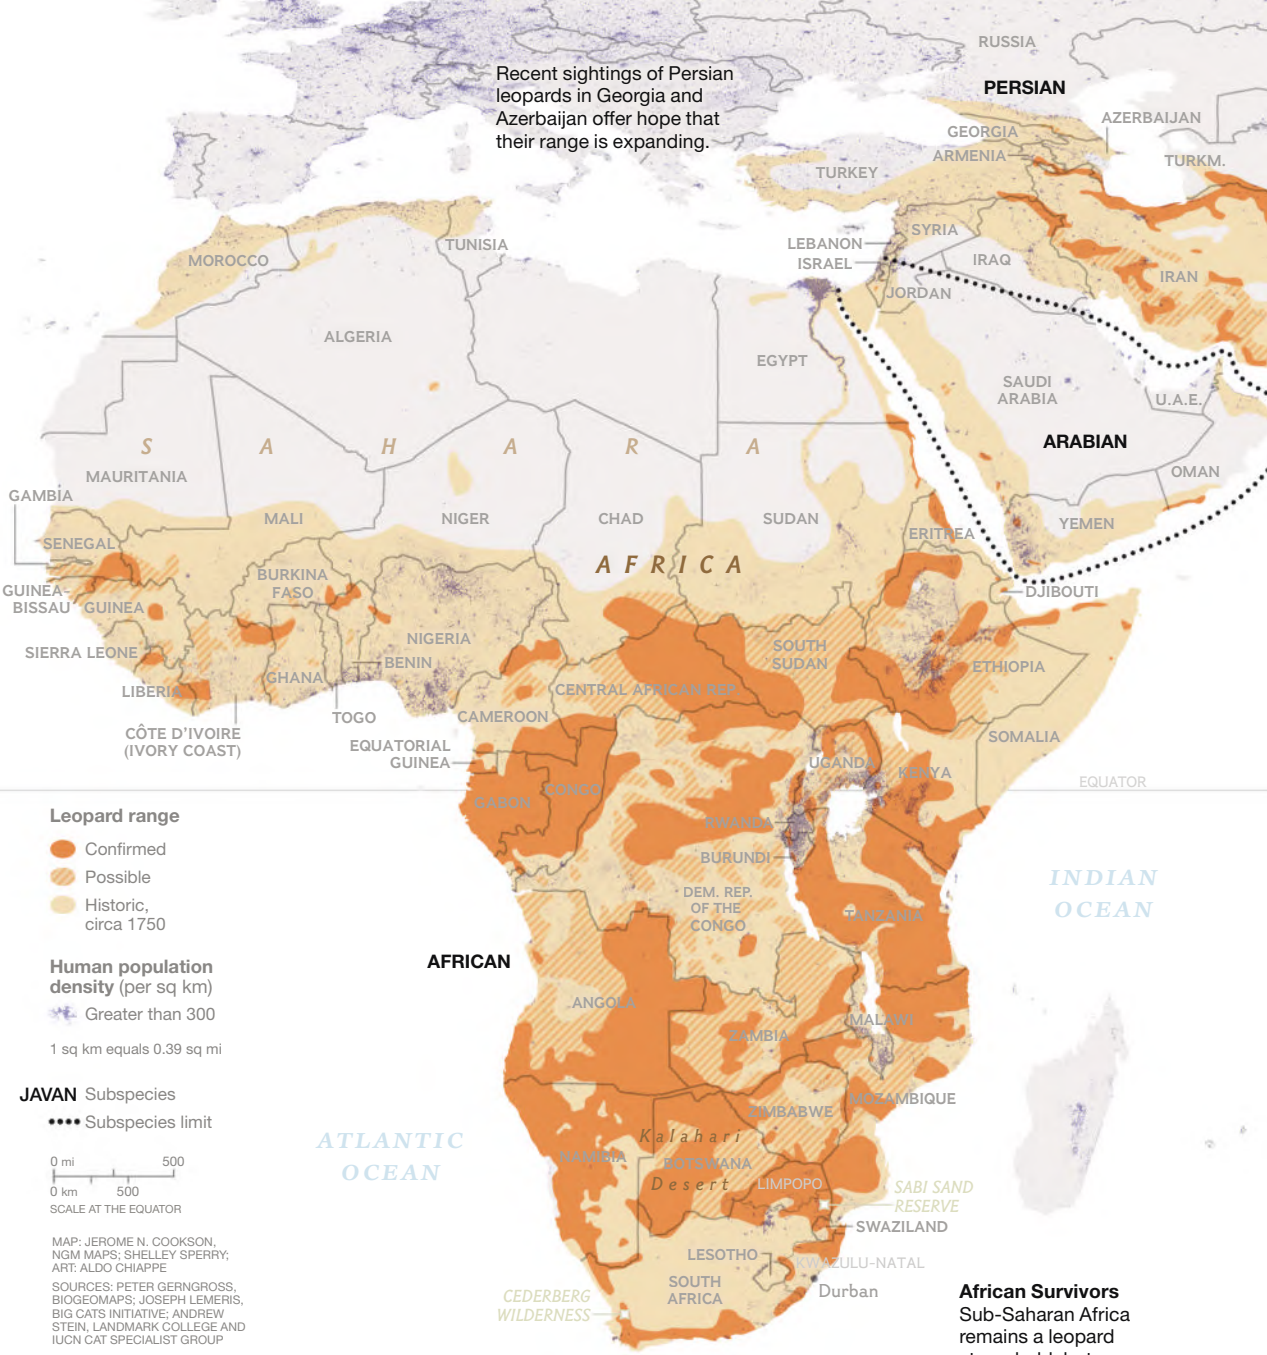 RUSSIA
Recent sightings of Persian
leopards in Georgia and
Azerbaijan offer hope that
their range is expanding.
PERSIAN
AZERBAIJAN
GEORGIA
ARMENIA
TURKM.
TURKEY
SYRIA
LEBANON
ISRAEL
IRAQ
IRAN
JORDAN
TUNISIA
MOROCCO
ALGERIA
EGYPT
SAUDI
ARABIA
U.A.E.
ARABIAN
OMAN
YEMEN
S A H A R A
MAURITANIA
GAMBIA
MALI
NIGER
CHAD
SUDAN
ERITREA
SENEGAL
AFRICA
DJIBOUTI
GUINEA-
BISSAU
GUINEA
BURKINA
FASO
SIERRA LEONE
NIGERIA
BENIN
SOUTH
SUDAN
ETHIOPIA
LIBERIA
GHANA
CENTRAL AFRICAN REP.
TOGO
CAMEROON
CÔTE D'IVOIRE
(IVORY COAST)
EQUATORIAL
GUINEA
SOMALIA
UGANDA
KENYA
EQUATOR
GABON
CONGO
RWANDA
BURUNDI
DEM. REP.
OF THE
CONGO
TANZANIA
INDIAN
OCEAN
Leopard range
Confirmed
Possible
Historic,
circa 1750
Human population
density (per sq km)
Greater than 300
1 sq km equals 0.39 sq mi
JAVAN Subspecies
Subspecies limit
0 mi 500
0 km 500
SCALE AT THE EQUATOR
MAP: JEROME N. COOKSON,
NGM MAPS; SHELLEY SPERRY;
ART: ALDO CHIAPPE
SOURCES: PETER GERNGROSS,
BIOGEOMAPS; JOSEPH LEMERIS,
BIG CATS INITIATIVE; ANDREW
STEIN, LANDMARK COLLEGE AND
IUCN CAT SPECIALIST GROUP
AFRICAN
ANGOLA
ZAMBIA
MALAWI
MOZAMBIQUE
ZIMBABWE
ATLANTIC
OCEAN
NAMIBIA
Kalahari
BOTSWANA
Desert
LIMPOPO
SABI SAND
RESERVE
SWAZILAND
LESOTHO
KWAZULU-NATAL
SOUTH
AFRICA
Durban
CEDERBERG
WILDERNESS
African Survivors
Sub-Saharan Africa
remains a leopard